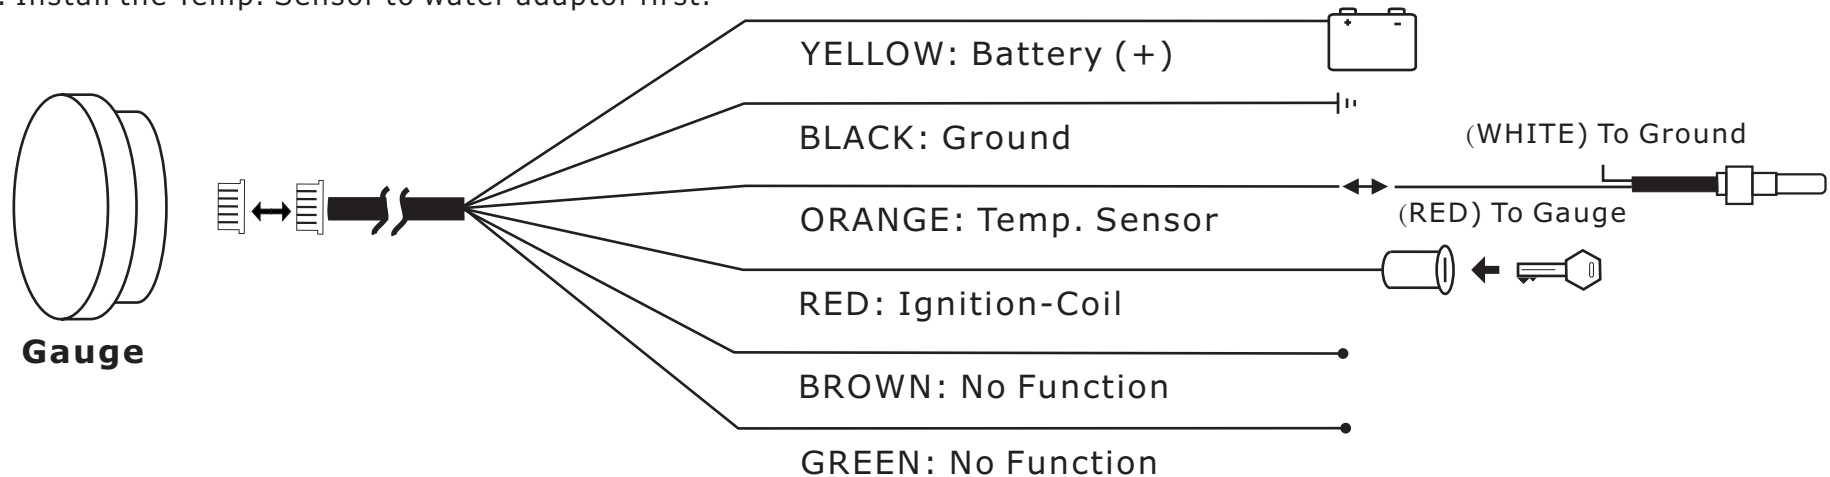 . Install the Temp. Sensor to water adaptor first.
YELLOW: Battery (+)
BLACK: Ground
(WHITE) To Ground
ORANGE: Temp. Sensor
(RED) To Gauge
RED: Ignition-Coil
Gauge
BROWN: No Function
GREEN: No Function